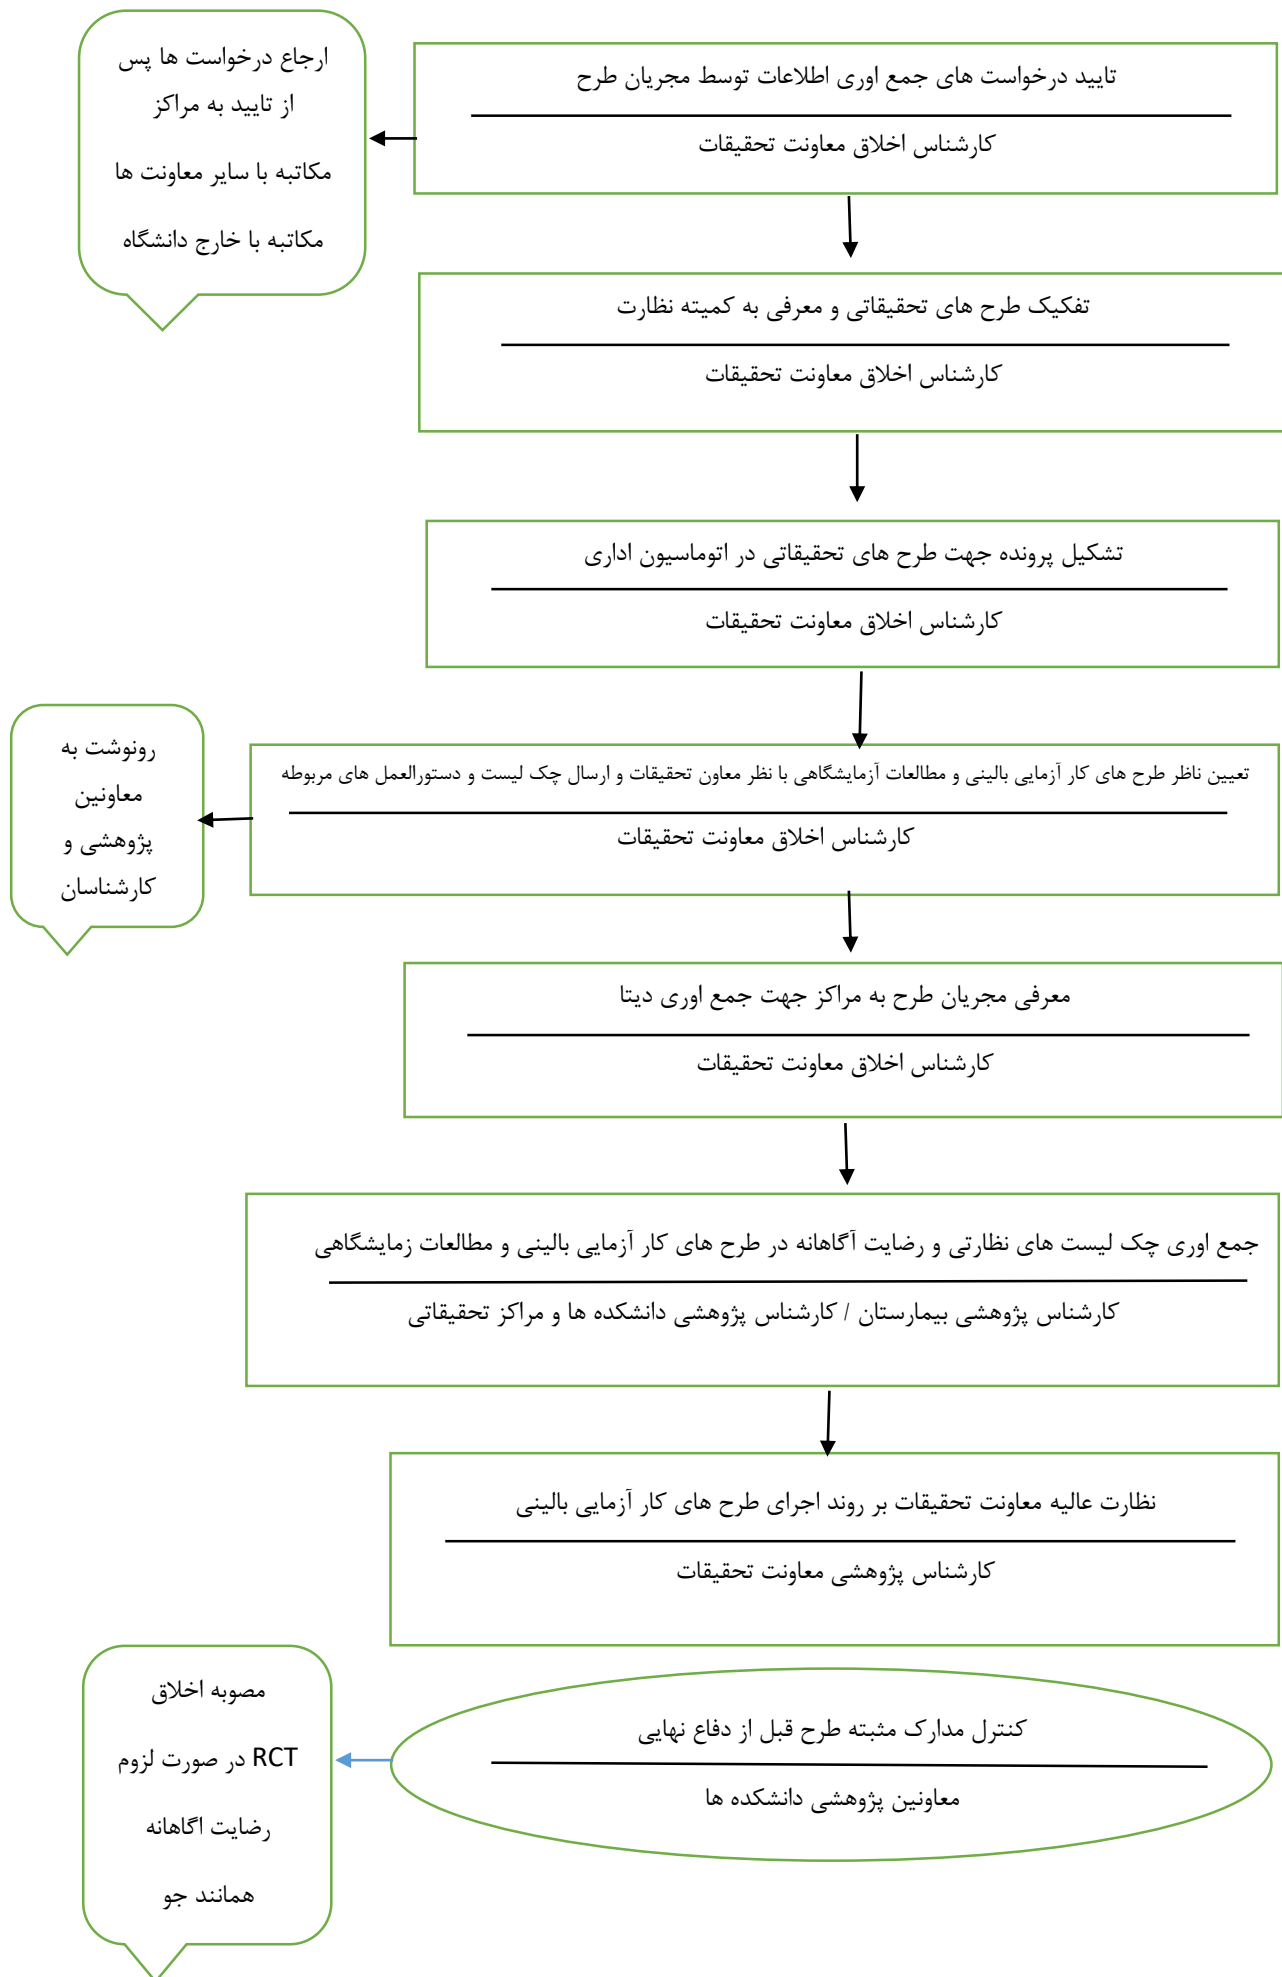 تایید درخواست های جمع اوری اطلاعات توسط مجریان طرح
کارشناس اخلاق معاونت تحقیقات
ارجاع درخواست ها پس
از تایید به مراکز
مکاتبه با سایر معاونت ها
مکاتبه با خارج دانشگاه
تفکیک طرح های تحقیقاتی و معرفی به کمیته نظارت
کارشناس اخلاق معاونت تحقیقات
تشکیل پرونده جهت طرح های تحقیقاتی در اتوماسیون اداری
کارشناس اخلاق معاونت تحقیقات
تعیین ناظر طرح های کار آزمایی بالینی و مطالعات آزمایشگاهی با نظر معاون تحقیقات و ارسال چک لیست و دستورالعمل های مربوطه
کارشناس اخلاق معاونت تحقیقات
رونوشت به
معاونین
پژوهشی و
کارشناسان
معرفی مجریان طرح به مراکز جهت جمع اوری دیتا
کارشناس اخلاق معاونت تحقیقات
جمع اوری چک لیست های نظارتی و رضایت آگاهانه در طرح های کار آزمایی بالینی و مطالعات زمایشگاهی
کارشناس پژوهشی بیمارستان / کارشناس پژوهشی دانشکده ها و مراکز تحقیقاتی
نظارت عالیه معاونت تحقیقات بر روند اجرای طرح های کار آزمایی بالینی
کارشناس پژوهشی معاونت تحقیقات
کنترل مدارک مثبته طرح قبل از دفاع نهایی
معاونین پژوهشی دانشکده ها
مصوبه اخلاق
RCT در صورت لزوم
رضایت اگاهانه
همانند جو